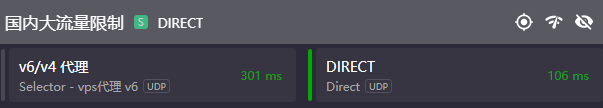 国内大流量限制 S DIRECT
v6/v4 代理
Selector - vps代理 v6 UDP
301 ms
DIRECT
Direct UDP
106 ms